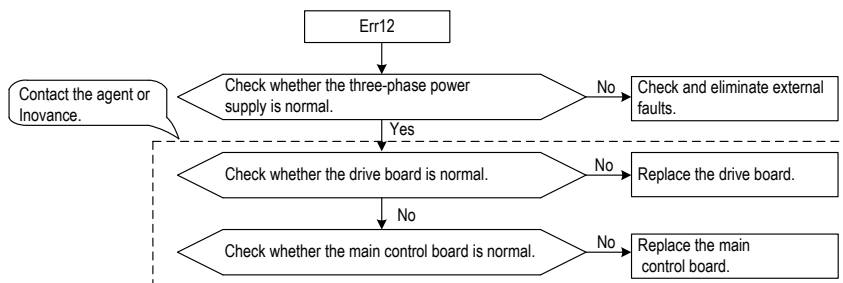 Err12
Contact the agent or
Inovance.
Check whether the three-phase power
supply is normal.
No
Check and eliminate external
faults.
Yes
Check whether the drive board is normal.
No
Replace the drive board.
No
Check whether the main control board is normal.
No
Replace the main
control board.